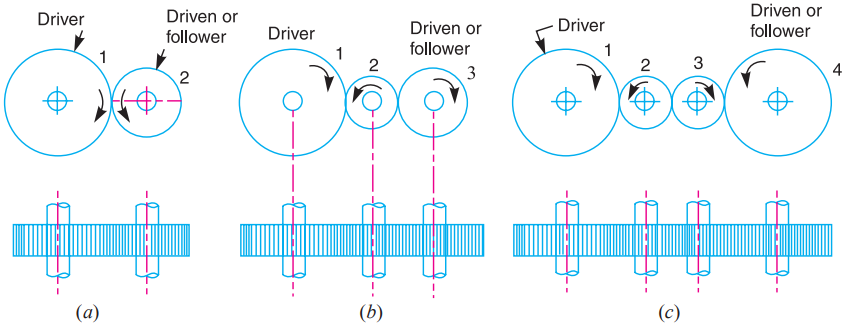 Driver
Driven or
follower
1
2
(a)
Driver
Driven or
follower
1
2
3
(b)
Driver
Driven or
follower
1
2
3
4
(c)